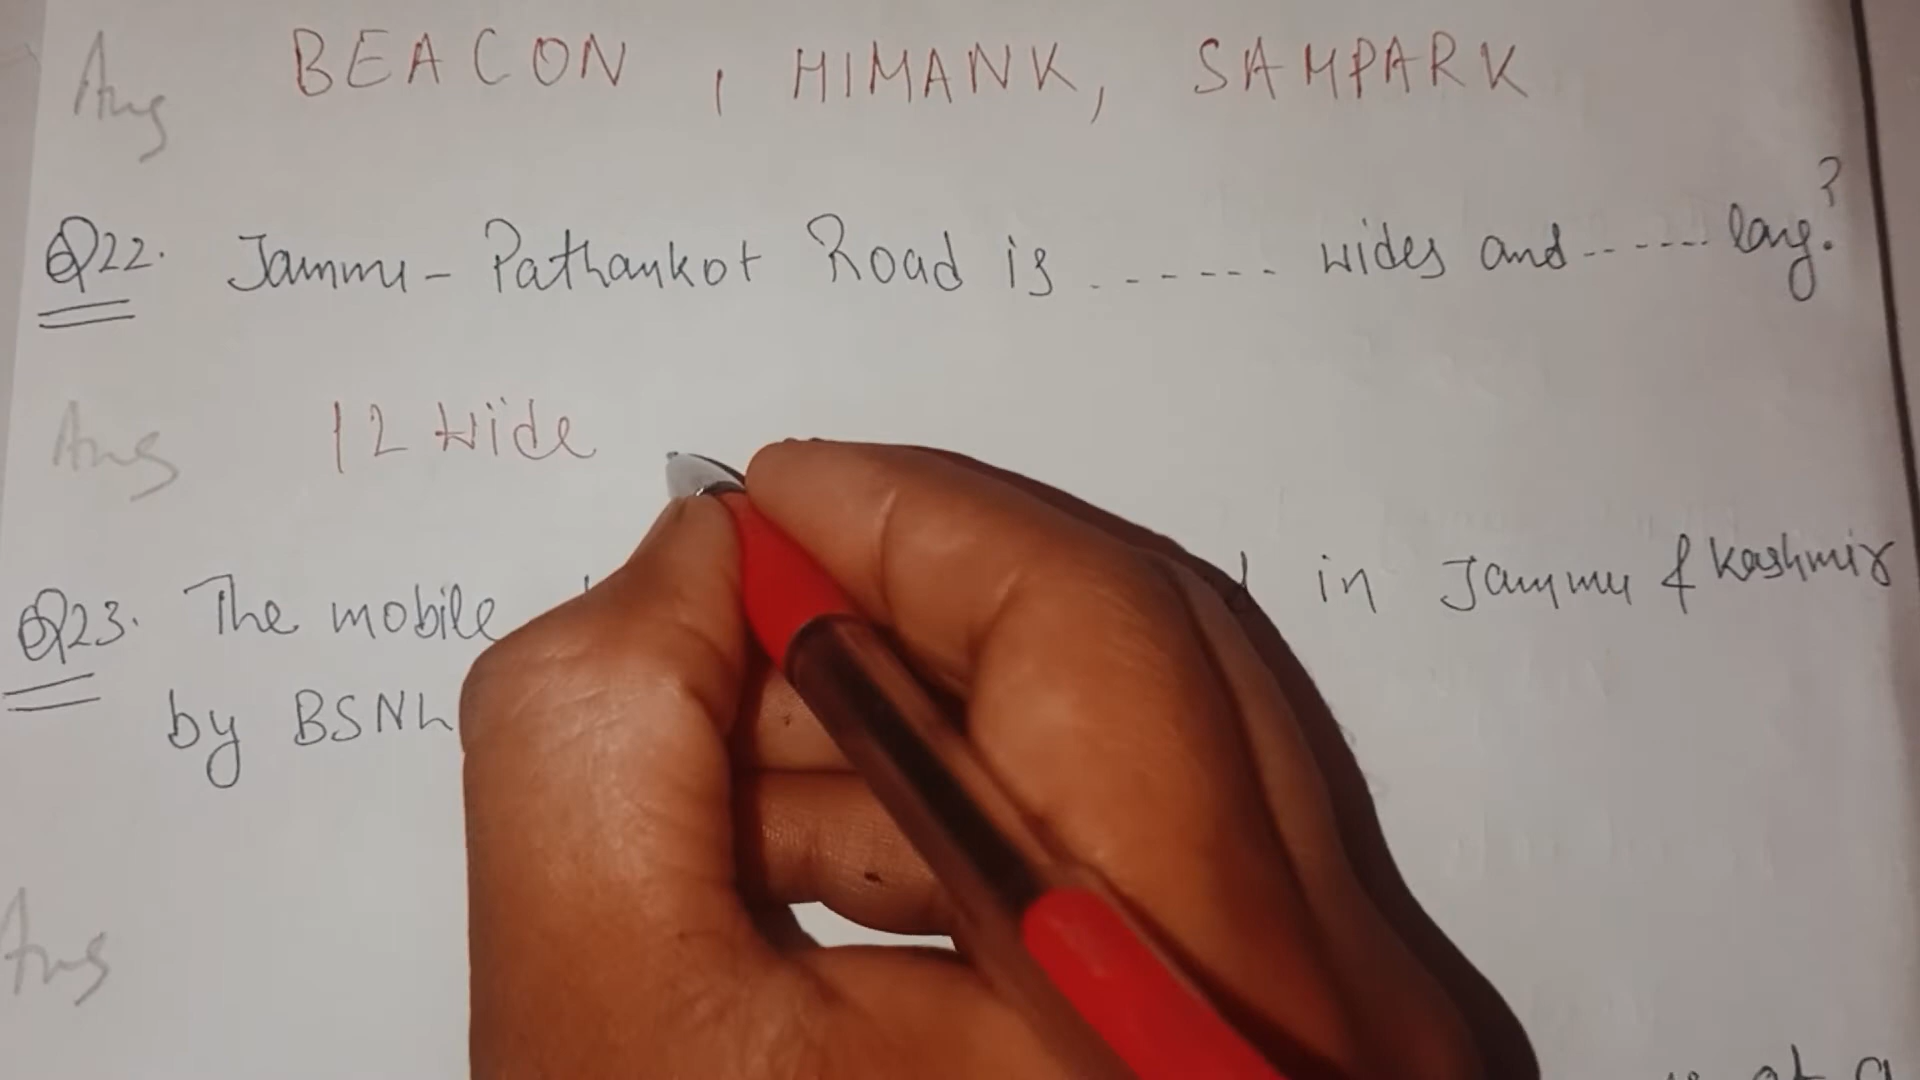 Ans BEACON, HIMANK, SAMPARK
Q22. Jammu - Pathankot Road is ...... wides and ...... long?
Ans 12 Wide
Q23. The mobile in Jammu & Kashmir
by BSNL
Ans
at a